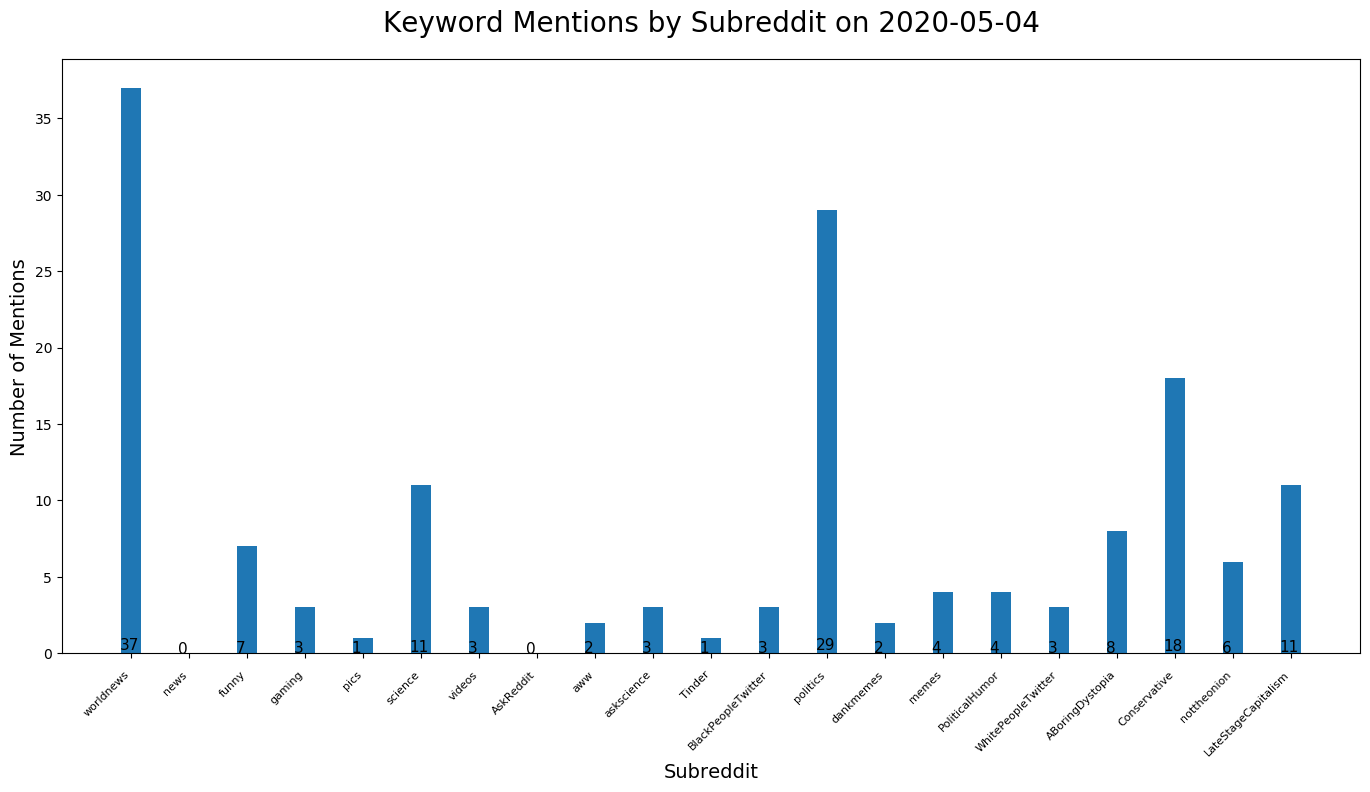 Keyword Mentions by Subreddit on 2020-05-04
Number of Mentions
35
30
25
20
15
10
5
0
37
0
7
3
1
11
3
0
2
3
1
3
29
2
4
4
3
8
18
6
11
worldnews
news
funny
gaming
pics
science
videos
AskReddit
aww
askscience
Tinder
BlackPeopleTwitter
politics
dankmemes
memes
PoliticalHumor
WhitePeopleTwitter
ABoringDystopia
Conservative
nottheonion
LateStageCapitalism
Subreddit